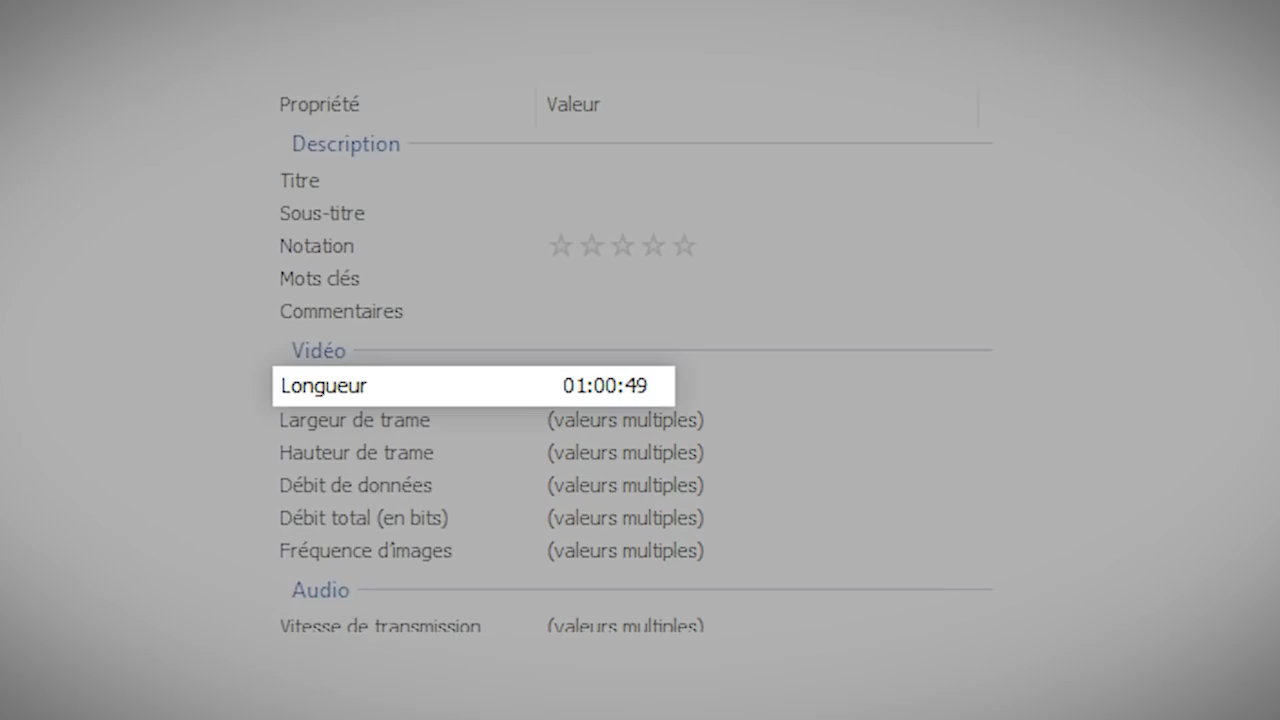 Propriété Valeur
Description
Titre
Sous-titre
Notation
Mots clés
Commentaires
Vidéo
Longueur 01:00:49
Largeur de trame (valeurs multiples)
Hauteur de trame (valeurs multiples)
Débit de données (valeurs multiples)
Débit total (en bits) (valeurs multiples)
Fréquence d'images (valeurs multiples)
Audio
Vitesse de transmission (valeurs multiples)